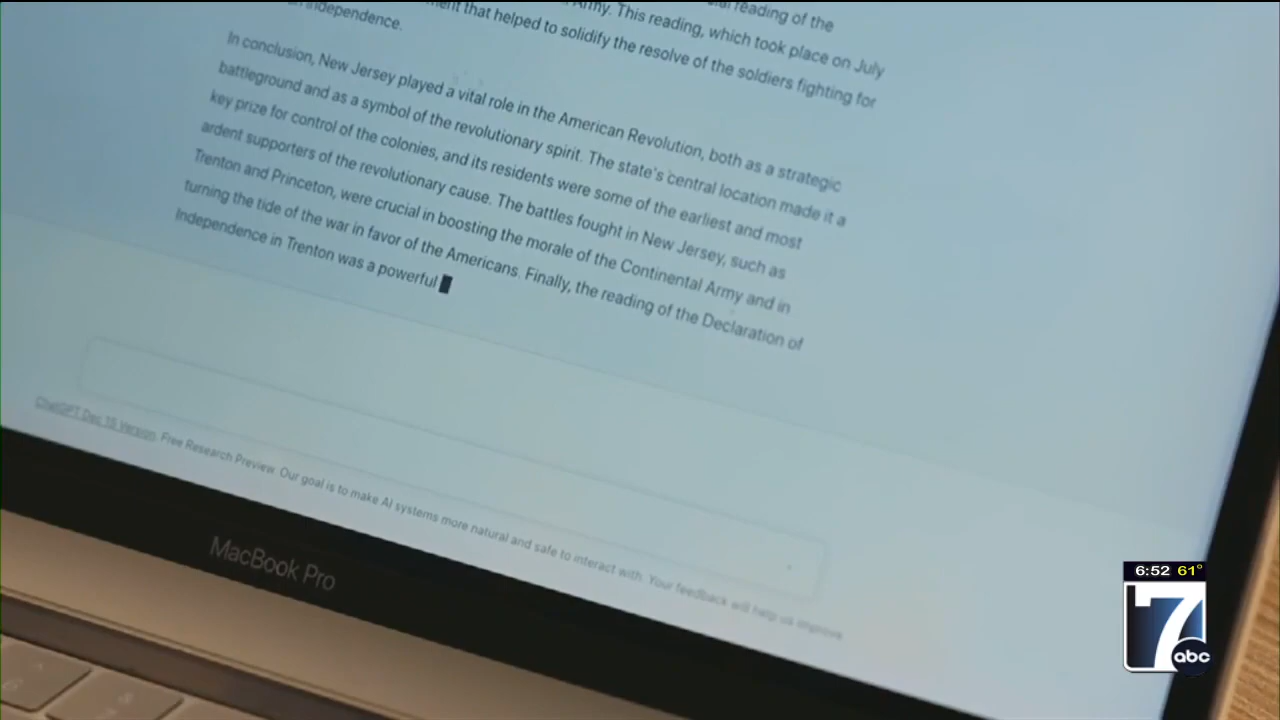 reading of the
Army. This reading, which took place on July
independence.
that helped to solidify the resolve of the soldiers fighting for
In conclusion, New Jersey played a vital role in the American Revolution, both as a strategic
battleground and as a symbol of the revolutionary spirit. The state's central location made it a
key prize for control of the colonies, and its residents were some of the earliest and most
ardent supporters of the revolutionary cause. The battles fought in New Jersey, such as
Trenton and Princeton, were crucial in boosting the morale of the Continental Army and in
turning the tide of the war in favor of the Americans. Finally, the reading of the Declaration of
Independence in Trenton was a powerful
ChatGPT Dec 15 Version. Free Research Preview. Our goal is to make AI systems more natural and safe to interact with. Your feedback will help us improve
MacBook Pro
6:52 61°
7
abc